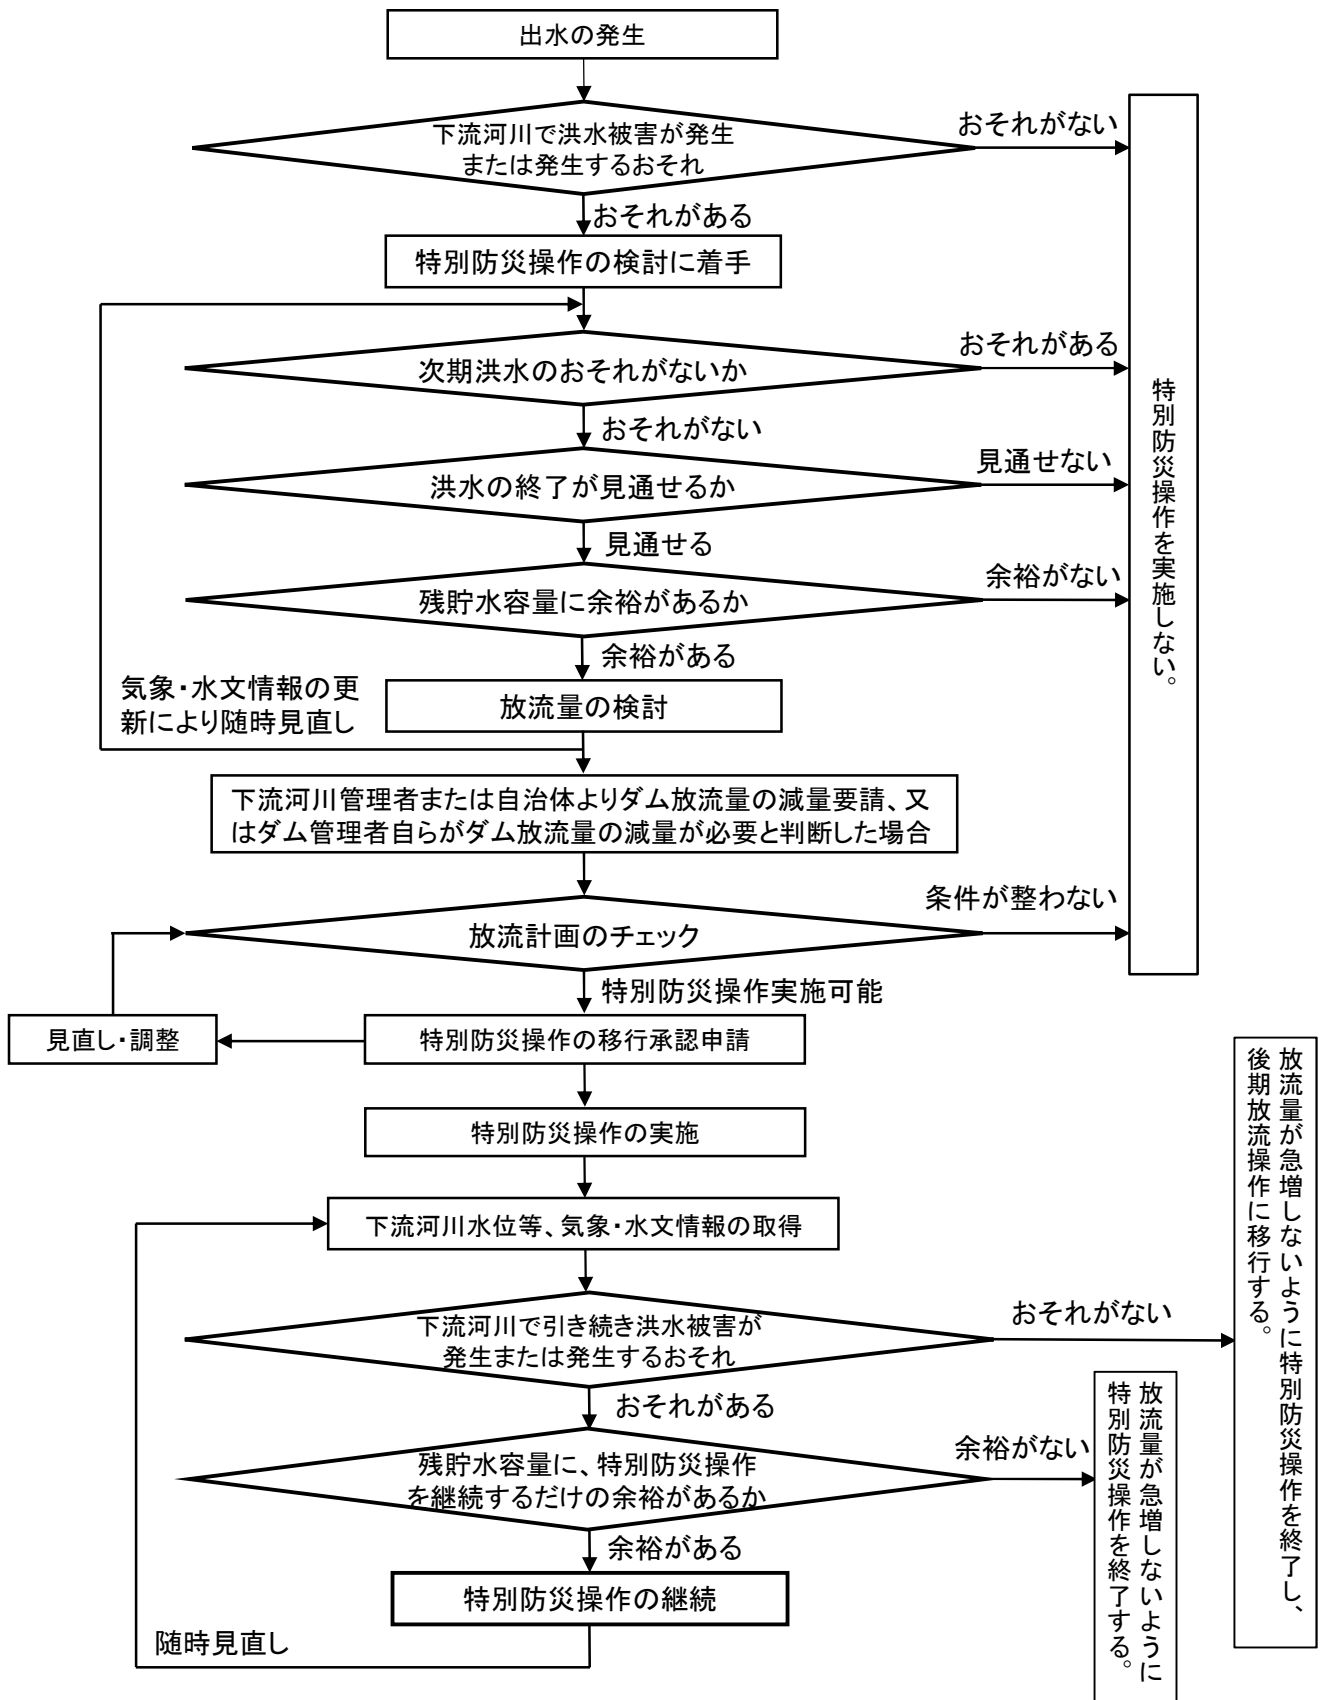 出水の発生
下流河川で洪水被害が発生
または発生するおそれ
おそれがない
おそれがある
特別防災操作の検討に着手
次期洪水のおそれがないか
おそれがある
おそれがない
洪水の終了が見通せるか
見通せない
見通せる
残貯水容量に余裕があるか
余裕がない
余裕がある
特別防災操作を実施しない。
気象・水文情報の更
新により随時見直し
放流量の検討
下流河川管理者または自治体よりダム放流量の減量要請、又
はダム管理者自らがダム放流量の減量が必要と判断した場合
放流計画のチェック
条件が整わない
特別防災操作実施可能
見直し・調整
特別防災操作の移行承認申請
特別防災操作の実施
下流河川水位等、気象・水文情報の取得
下流河川で引き続き洪水被害が
発生または発生するおそれ
おそれがない
放流量が急増しないように特別防災操作を終了し、
後期放流操作に移行する。
おそれがある
残貯水容量に、特別防災操作
を継続するだけの余裕があるか
余裕がない
放流量が急増しないように
特別防災操作を終了する。
余裕がある
特別防災操作の継続
随時見直し